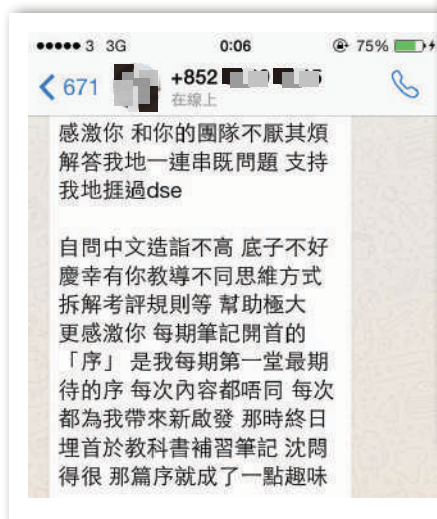 3 3G 0:06 75%
671 +852
在線上
感激你 和你的團隊不厭其煩
解答我地一連串既問題 支持
我地捱過dse
自問中文造詣不高 底子不好
慶幸有你教導不同思維方式
拆解考評規則等 幫助極大
更感激你 每期筆記開首的
「序」 是我每期第一堂最期
待的序 每次內容都唔同 每次
都為我帶來新啟發 那時終日
埋首於教科書補習筆記 沈悶
得很 那篇序就成了一點趣味